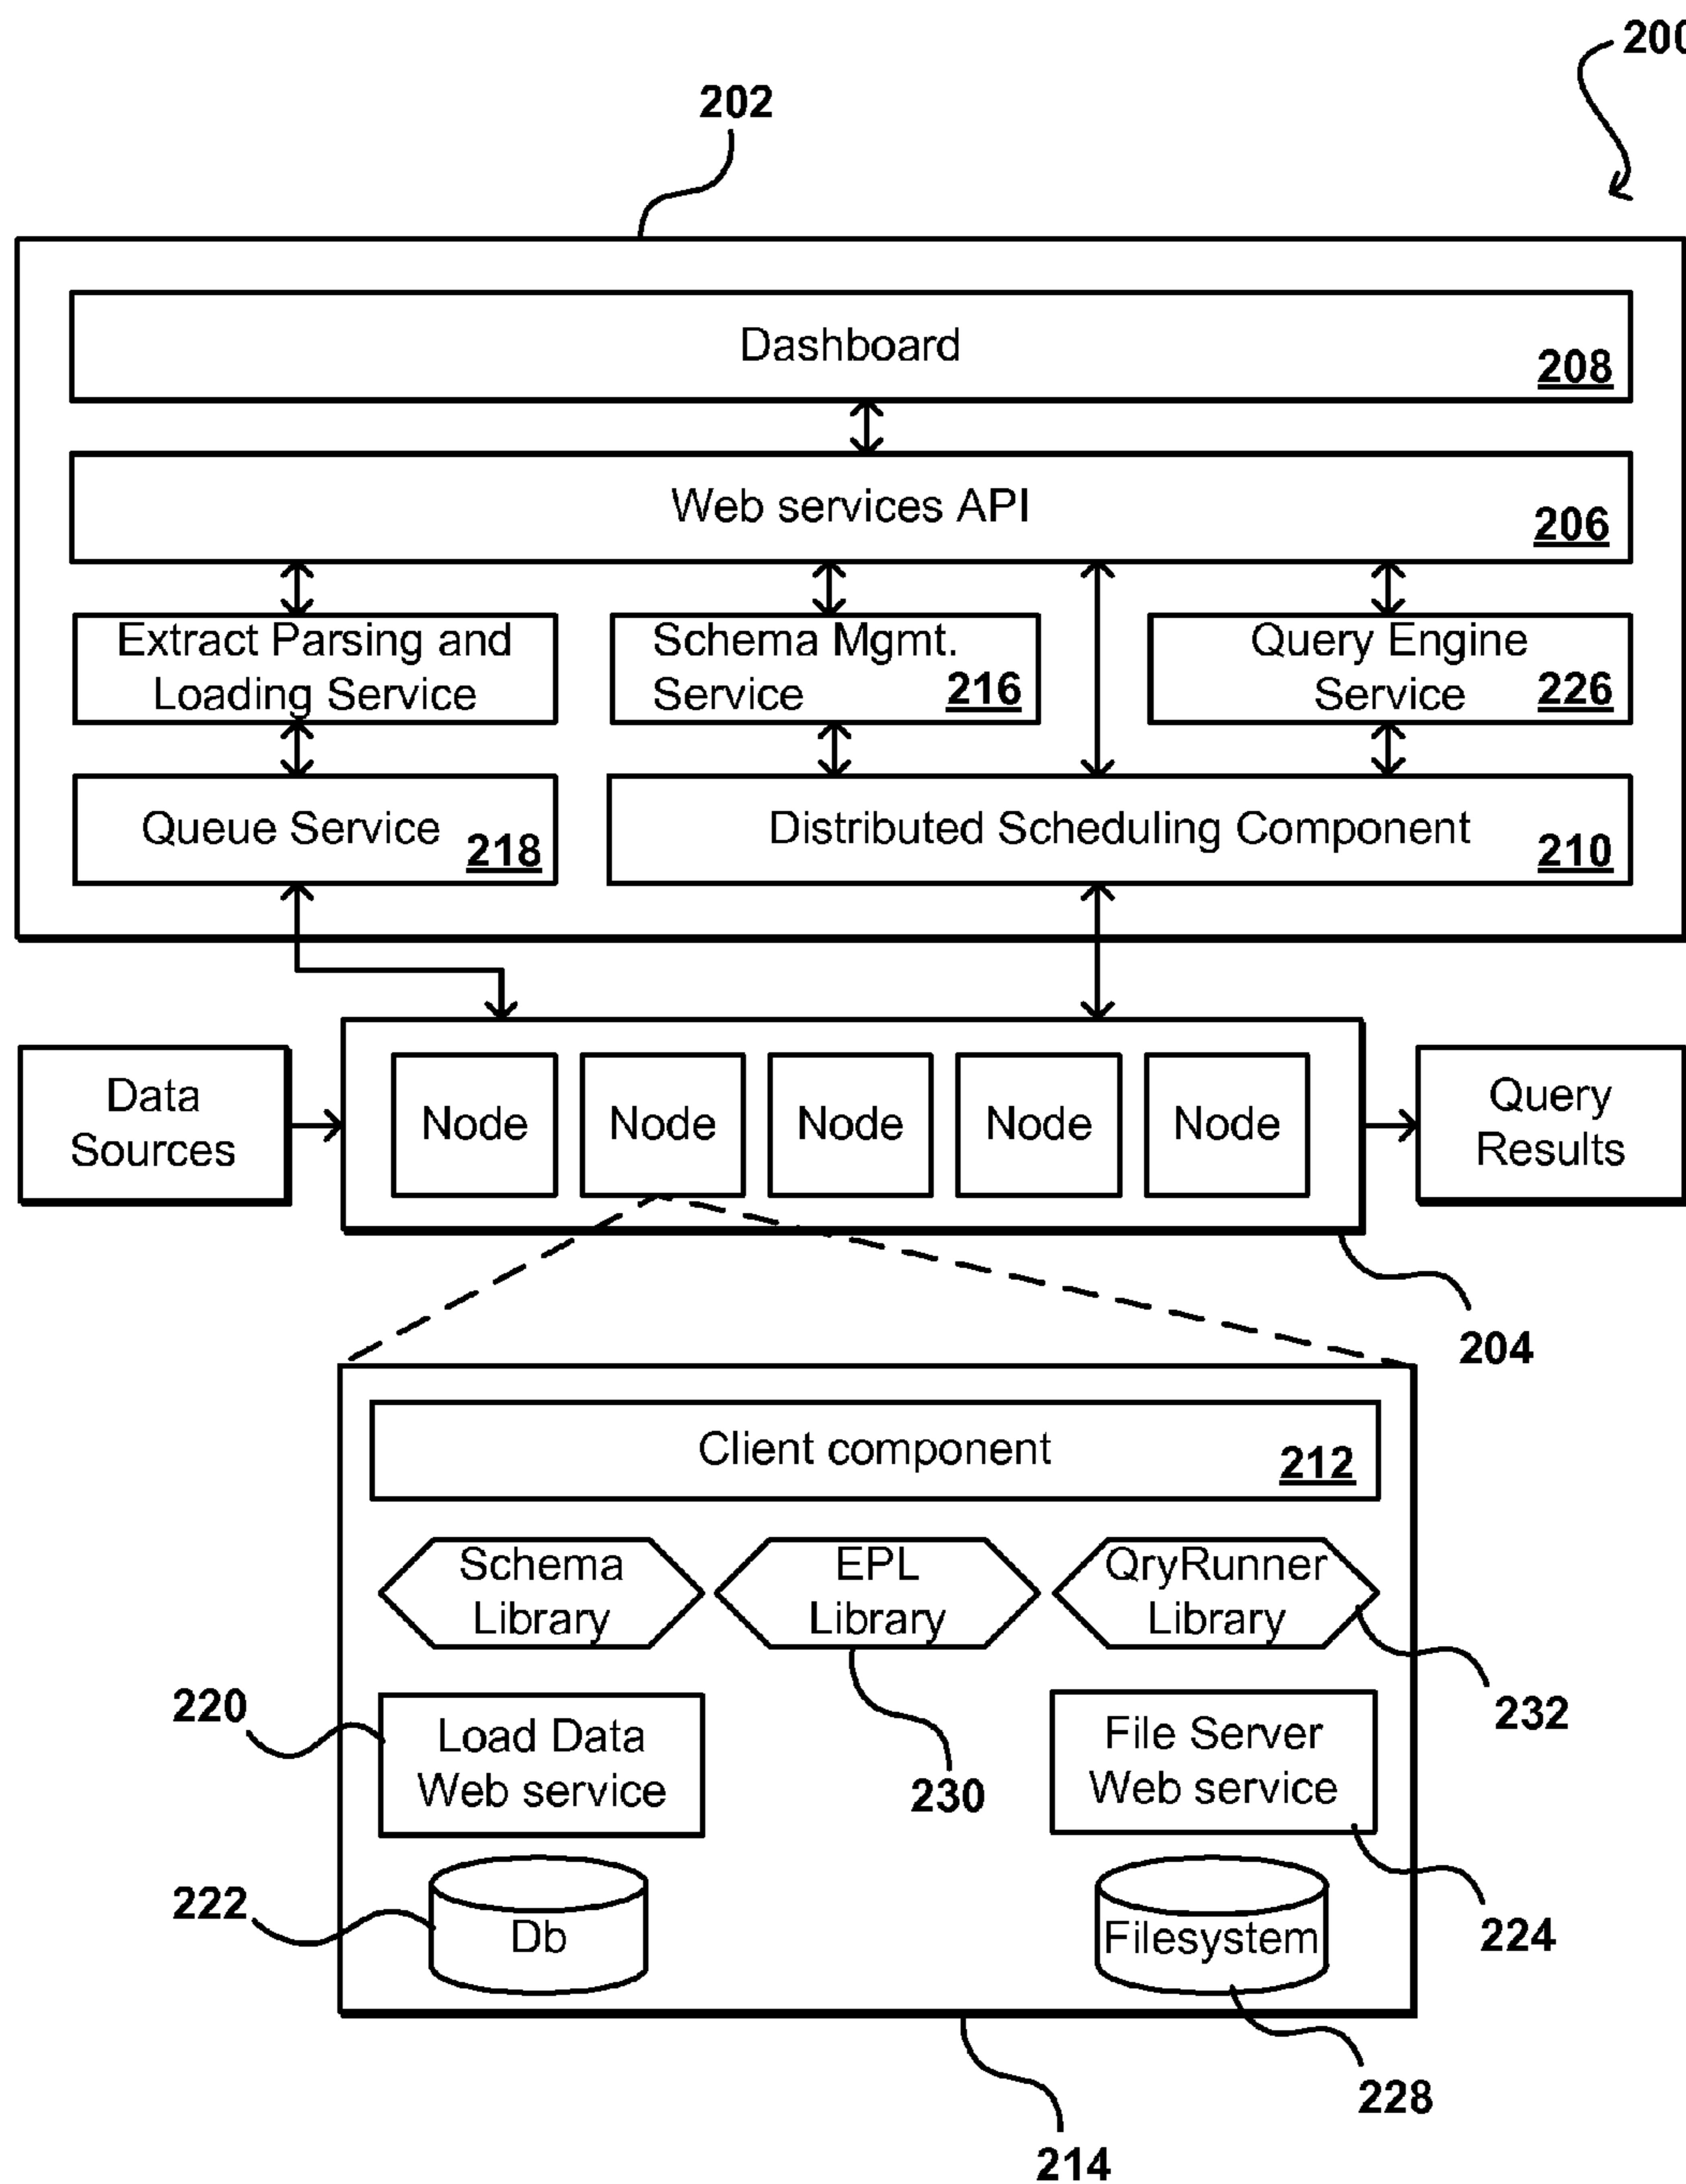 200
202
Dashboard
208
Web services API
206
Extract Parsing and
Loading Service
Schema Mgmt.
Service
216
Query Engine
Service
226
Queue Service
218
Distributed Scheduling Component
210
Data
Sources
Node
Node
Node
Node
Node
Query
Results
204
Client component
212
Schema
Library
EPL
Library
QryRunner
Library
220
Load Data
Web service
230
File Server
Web service
232
222
Db
Filesystem
224
228
214